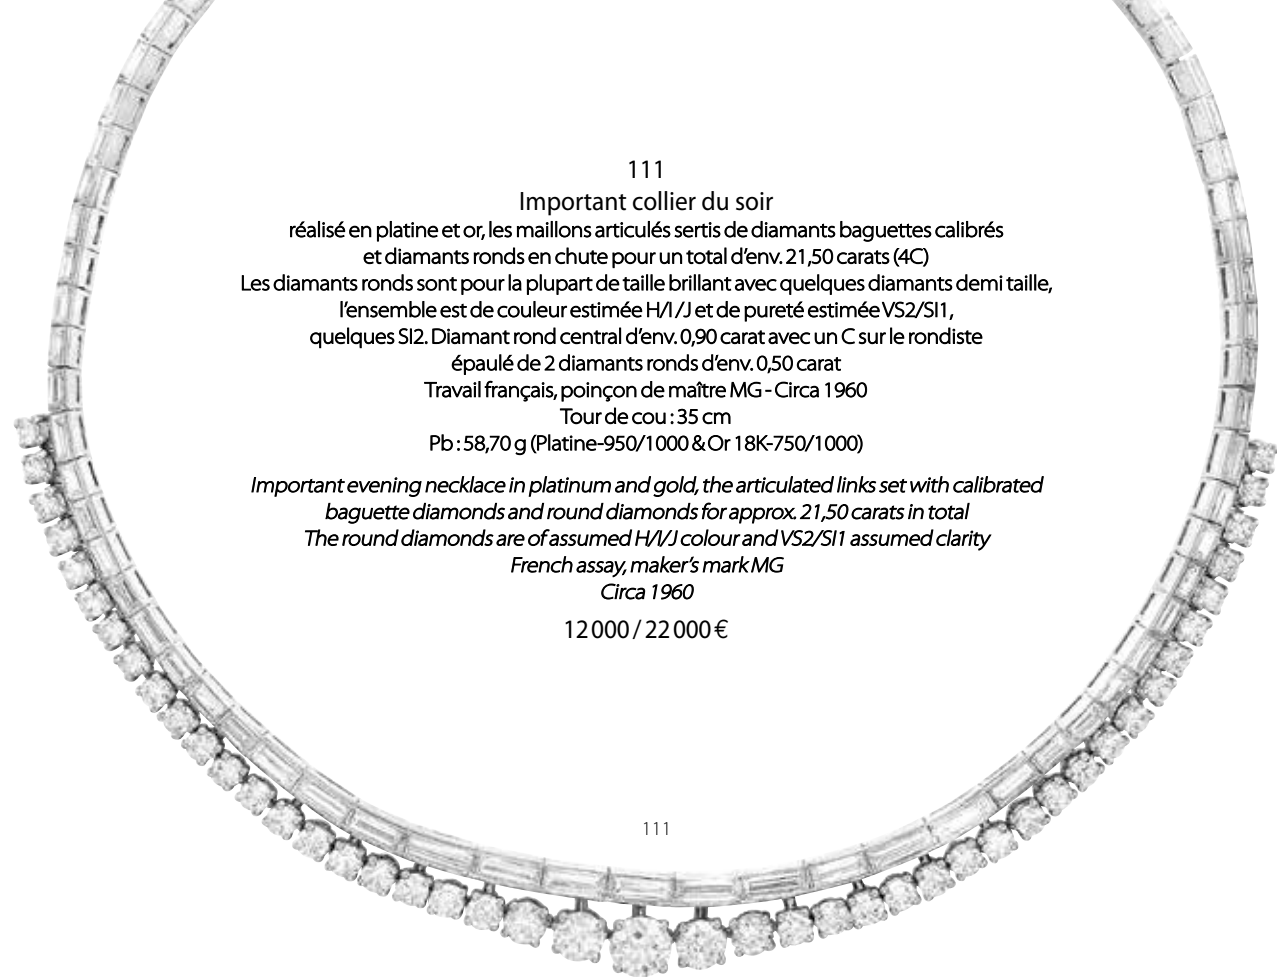 111
Important collier du soir
réalisé en platine et or, les maillons articulés sertis de diamants baguettes calibrés
et diamants ronds en chute pour un total d’env. 21,50 carats (4C)
Les diamants ronds sont pour la plupart de taille brillant avec quelques diamants demi taille,
l’ensemble est de couleur estimée H/I /J et de pureté estimée VS2/SI1,
quelques SI2. Diamant rond central d’env. 0,90 carat avec un C sur le rondiste
épaulé de 2 diamants ronds d’env. 0,50 carat
Travail français, poinçon de maître MG - Circa 1960
Tour de cou : 35 cm
Pb : 58,70 g (Platine-950/1000 & Or 18K-750/1000)
Important evening necklace in platinum and gold, the articulated links set with calibrated
baguette diamonds and round diamonds for approx. 21,50 carats in total
The round diamonds are of assumed H/I/J colour and VS2/SI1 assumed clarity
French assay, maker’s mark MG
Circa 1960
12 000 / 22 000 €
111